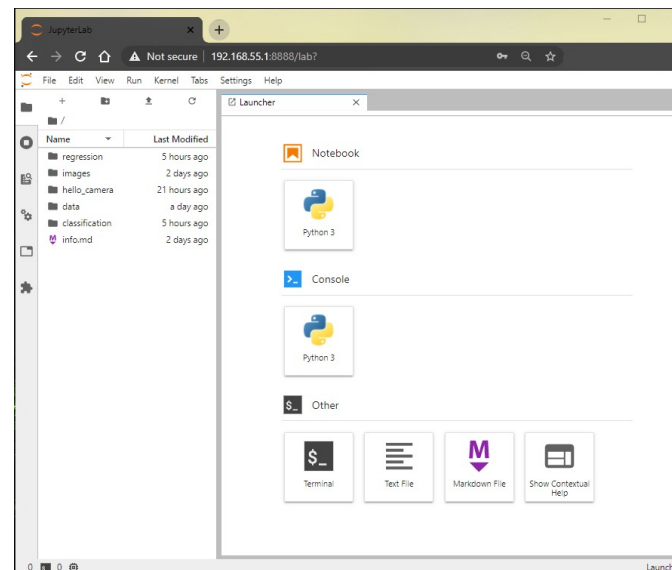 JupyterLab
Not secure | 192.168.55.1:8888/lab?
File Edit View Run Kernel Tabs Settings Help
Launcher
/
Name Last Modified
regression 5 hours ago
images 2 days ago
hello_camera 21 hours ago
data a day ago
classification 5 hours ago
info.md 2 days ago
Notebook
Python 3
Console
Python 3
$_ Other
$_
Terminal
Text File
M
Markdown File
Show Contextual
Help
0 0
Launch